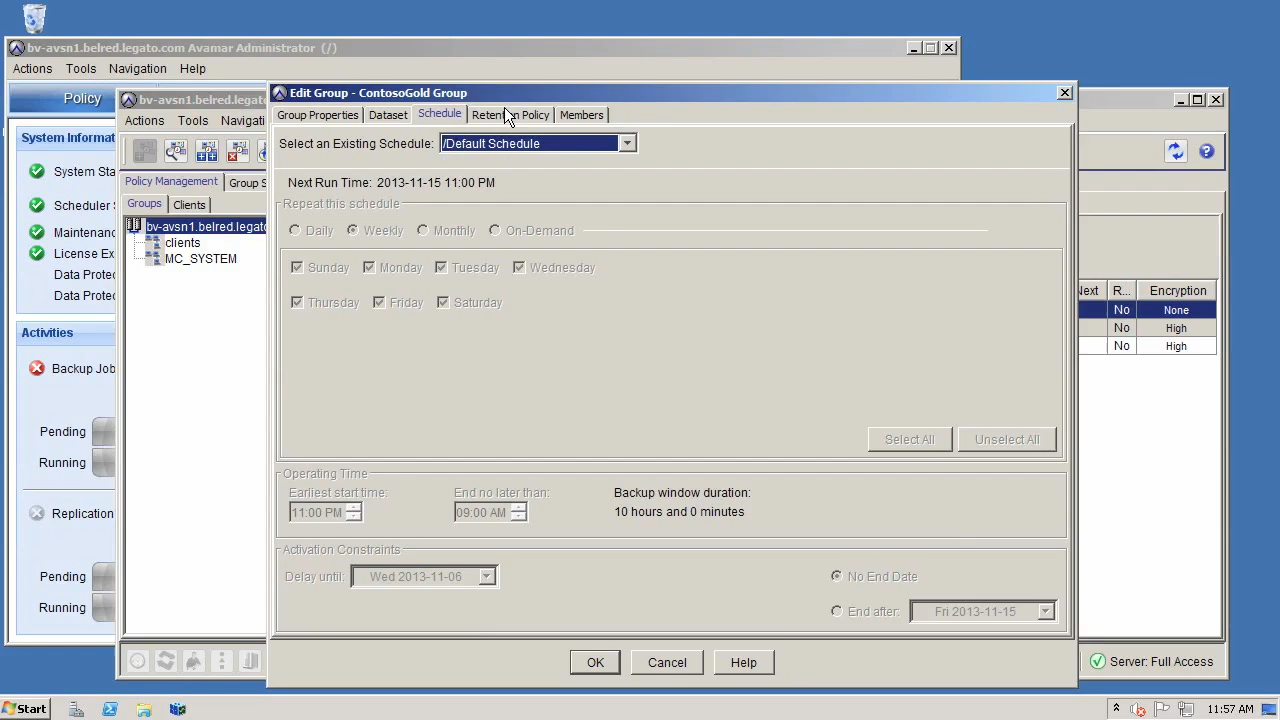 bv-avsn1.belred.legato.com Avamar Administrator (/)
Actions Tools Navigation Help
Policy
bv-avsn1.belred.legato
Actions Tools Navigati
Edit Group - ContosoGold Group
Group Properties Dataset Schedule Retention Policy Members
Select an Existing Schedule: /Default Schedule
Next Run Time: 2013-11-15 11:00 PM
Repeat this schedule
Daily Weekly Monthly On-Demand
Sunday Monday Tuesday Wednesday
Thursday Friday Saturday
Select All Unselect All
Operating Time
Earliest start time: End no later than: Backup window duration:
11:00 PM 09:00 AM 10 hours and 0 minutes
Activation Constraints
Delay until: Wed 2013-11-06 No End Date
End after: Fri 2013-11-15
OK Cancel Help
System Informat
System Sta
Scheduler
Maintenanc
License Ex
Data Protec
Data Protec
Activities
Backup Job
Pending
Running
Replication
Pending
Running
Policy Management Group S
Groups Clients
bv-avsn1.belred.legato
clients
MC_SYSTEM
Next R... Encryption
No None
No High
No High
Server: Full Access
Start 11:57 AM